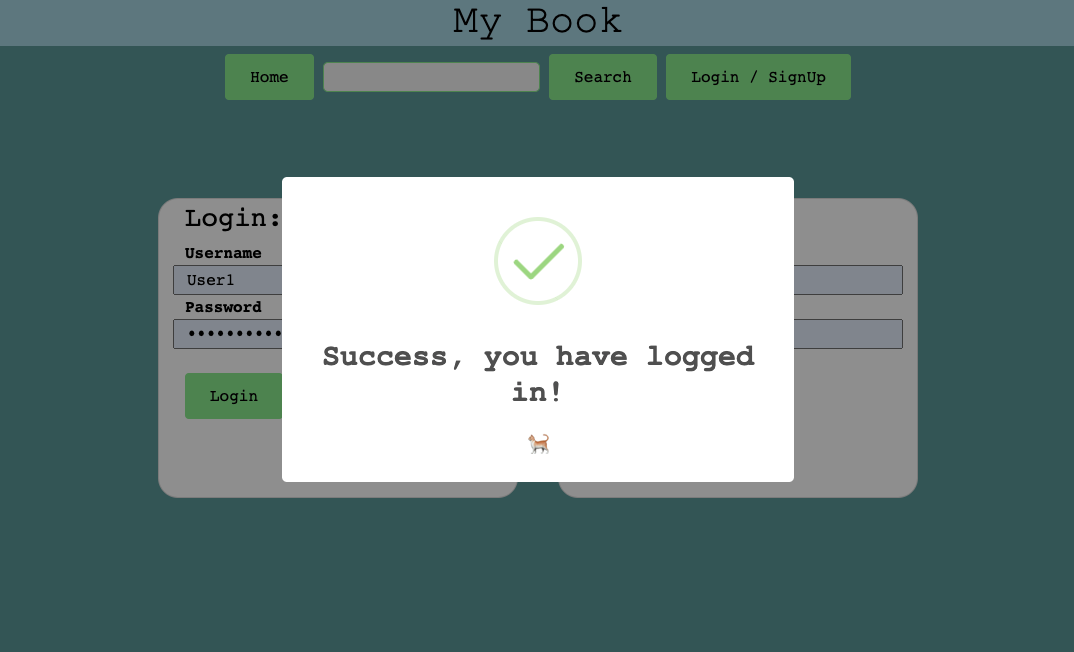 My Book
Home
Search
Login / SignUp
Login:
Username
User1
Password
••••••••••
Login
Success, you have logged
in!